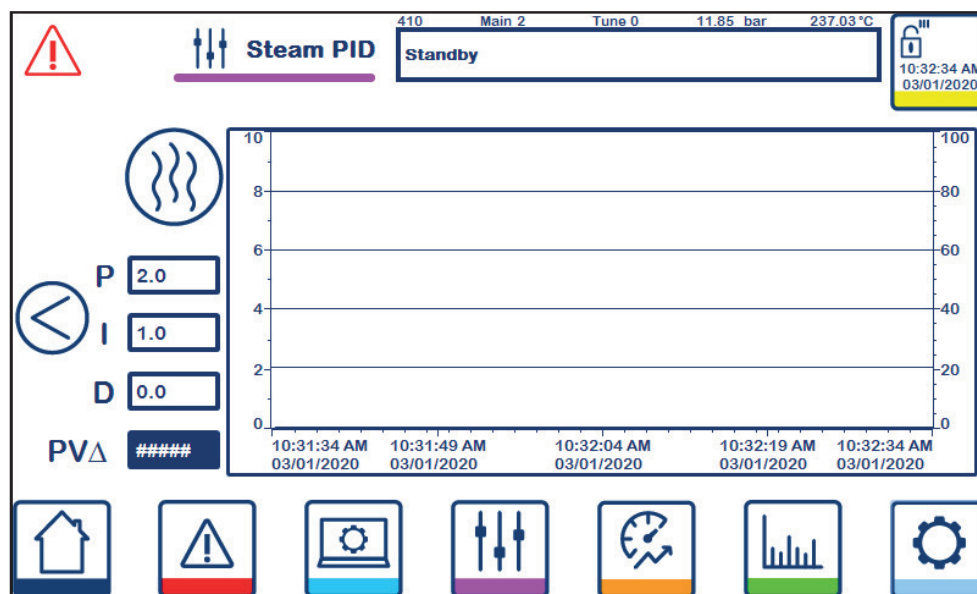 410 Main 2 Tune 0 11.85 bar 237.03 °C
Steam PID
Standby
10:32:34 AM
03/01/2020
10 100
8 80
6 60
4 40
2 20
0 0
P 2.0
I 1.0
D 0.0
PVΔ #####
10:31:34 AM 10:31:49 AM 10:32:04 AM 10:32:19 AM 10:32:34 AM
03/01/2020 03/01/2020 03/01/2020 03/01/2020 03/01/2020